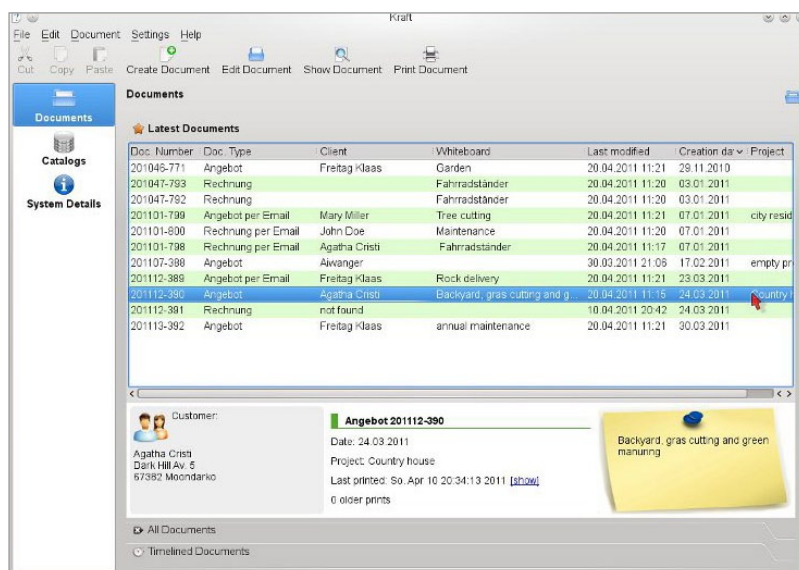 Kraft
File Edit Document Settings Help
Cut Copy Paste Create Document Edit Document Show Document Print Document
Documents
Catalogs
System Details
Documents
Latest Documents
Doc. Number Doc. Type Client Whiteboard Last modified Creation da Project
201046-771 Angebot Freitag Klaas Garden 20.04.2011 11:21 29.11.2010
201047-793 Rechnung Fahrradständer 20.04.2011 11:20 03.01.2011
201047-792 Rechnung Fahrradständer 20.04.2011 11:20 03.01.2011
201101-799 Angebot per Email Mary Miller Tree cutting 20.04.2011 11:21 07.01.2011 city resid
201101-800 Rechnung per Email John Doe Maintenance 20.04.2011 11:20 07.01.2011
201101-798 Rechnung per Email Agatha Cristi Fahrradständer 20.04.2011 11:17 07.01.2011
201107-388 Angebot Aiwanger 30.03.2011 21:06 17.02.2011 empty pr
201112-389 Angebot per Email Freitag Klaas Rock delivery 20.04.2011 11:21 23.03.2011
201112-390 Angebot Agatha Cristi Backyard, gras cutting and g... 20.04.2011 11:15 24.03.2011 Country
201112-391 Rechnung not found 10.04.2011 20:42 24.03.2011
201113-392 Angebot Freitag Klaas annual maintenance 20.04.2011 11:21 30.03.2011
Customer:
Agatha Cristi
Dark Hill Av. 5
67382 Moondarko
Angebot 201112-390
Date: 24.03.2011
Project: Country house
Last printed: So. Apr 10 20:34:13 2011 [show]
0 older prints
Backyard, gras cutting and green
manuring
All Documents
Timelined Documents